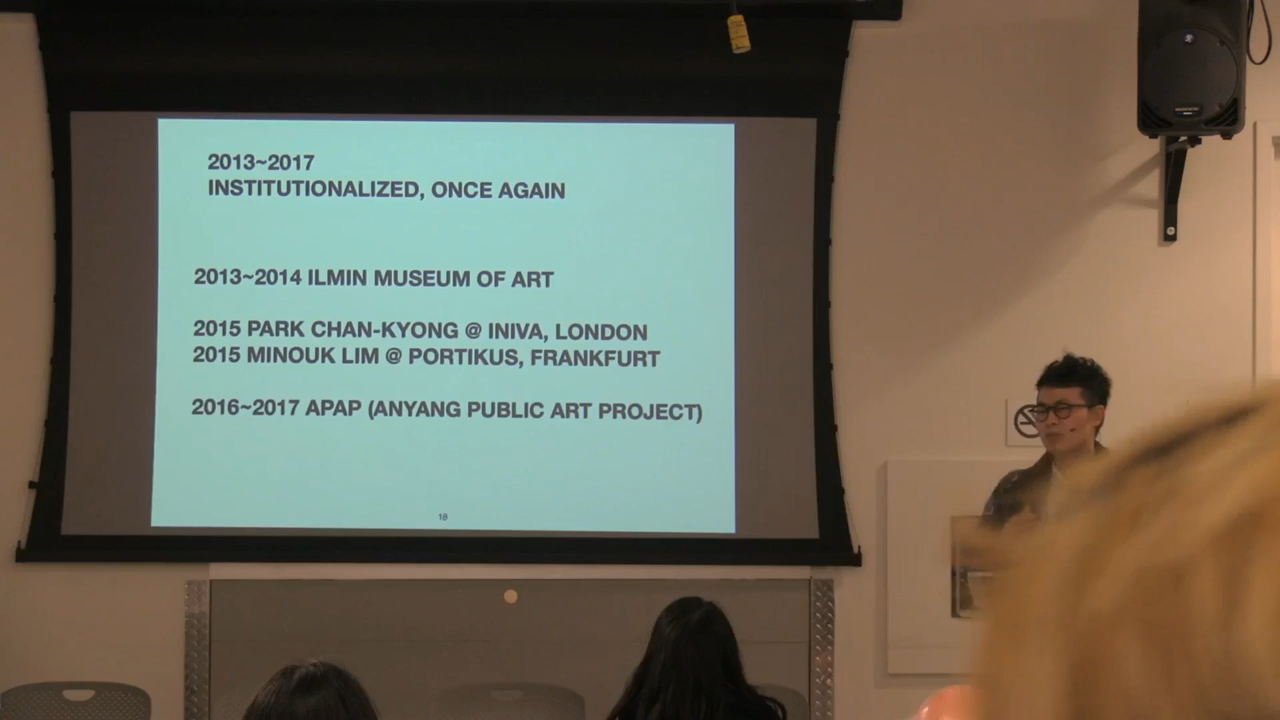 2013~2017
INSTITUTIONALIZED, ONCE AGAIN
2013~2014 ILMIN MUSEUM OF ART
2015 PARK CHAN-KYONG @ INIVA, LONDON
2015 MINOUK LIM @ PORTIKUS, FRANKFURT
2016~2017 APAP (ANYANG PUBLIC ART PROJECT)
18